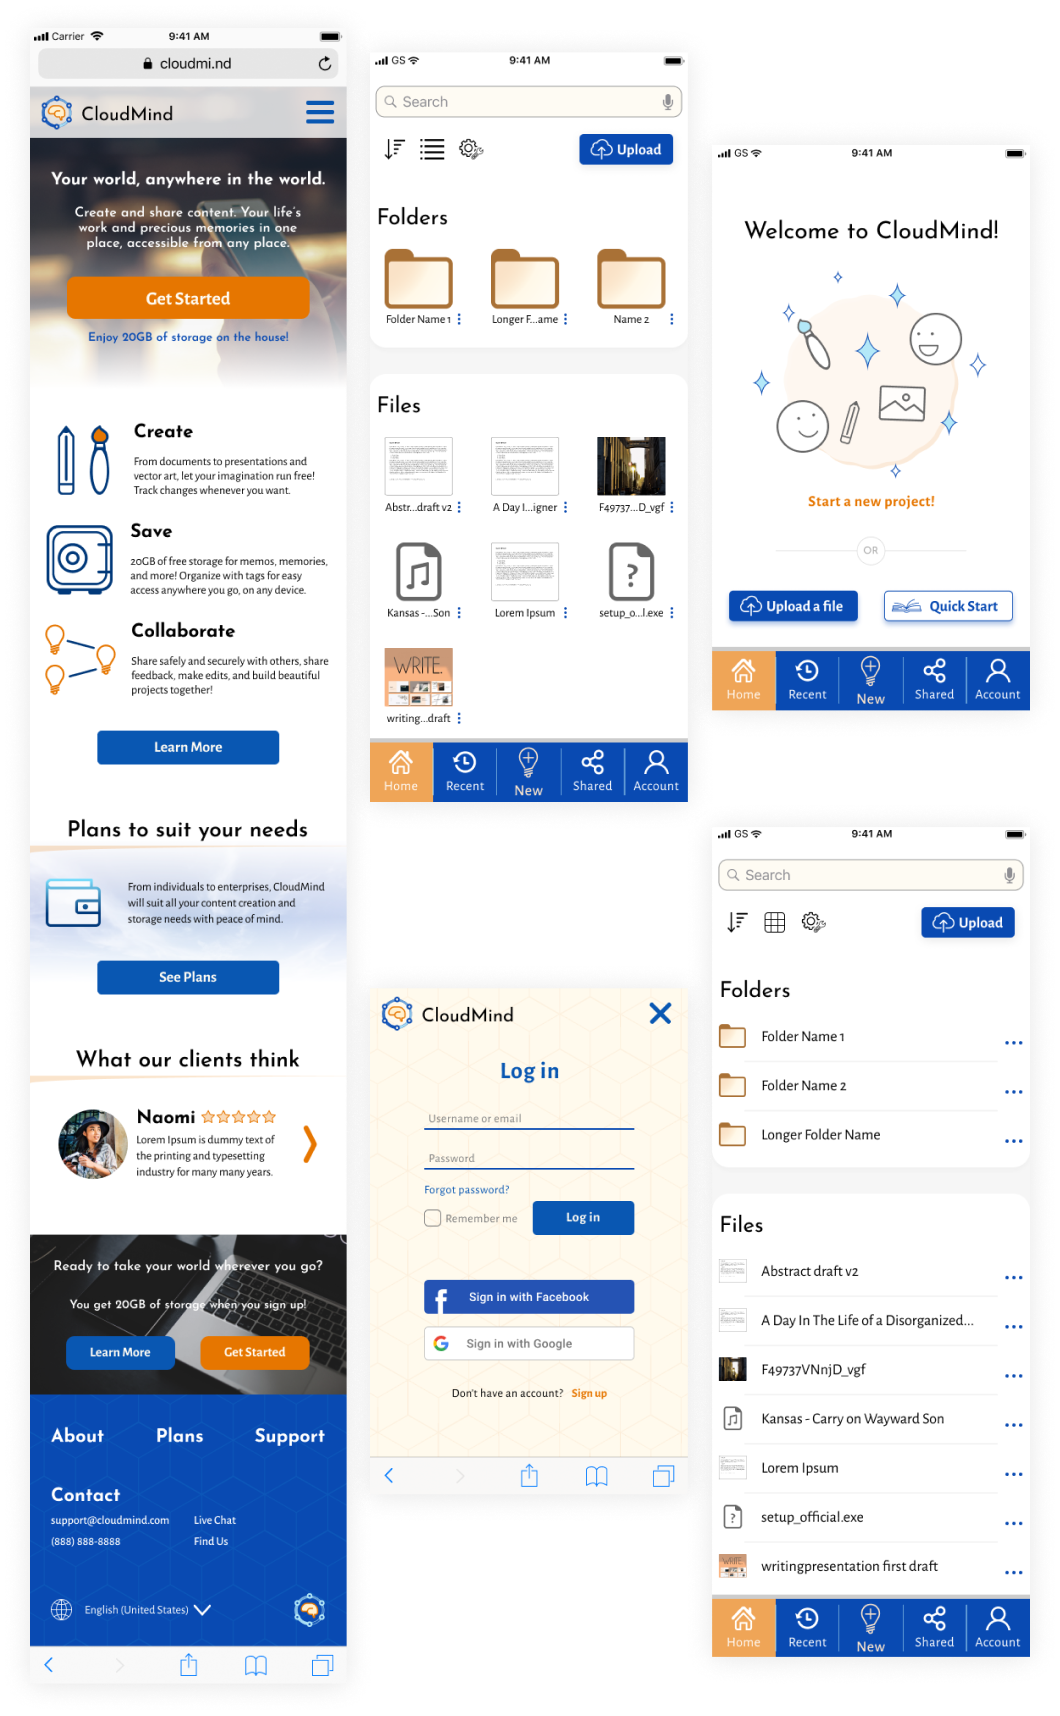 Carrier
9:41 AM
cloudmi.nd
CloudMind
Your world, anywhere in the world.
Create and share content. Your life's
work and precious memories in one
place, accessible from any place.
Get Started
Enjoy 20GB of storage on the house!
Create
From documents to presentations and
vector art, let your imagination run free!
Track changes whenever you want.
Save
20GB of free storage for memos, memories,
and more! Organize with tags for easy
access anywhere you go, on any device.
Collaborate
Share safely and securely with others, share
feedback, make edits, and build beautiful
projects together!
Learn More
Plans to suit your needs
From individuals to enterprises, CloudMind
will suit all your content creation and
storage needs with peace of mind.
See Plans
What our clients think
Naomi
Lorem Ipsum is dummy text of
the printing and typesetting
industry for many many years.
Ready to take your world wherever you go?
You get 20GB of storage when you sign up!
Learn More
Get Started
About
Plans
Support
Contact
support@cloudmind.com
Live Chat
(888) 888-8888
Find Us
English (United States)
GS
9:41 AM
Search
Upload
Folders
Folder Name 1
Longer F...ame
Name 2
Files
Abstr...draft v2
A Day I...igner
F49737...D_vgf
Kansas -...Son
Lorem Ipsum
?
setup_o...l.exe
WRITE.
writing...draft
Home
Recent
New
Shared
Account
CloudMind
Log in
Username or email
Password
Forgot password?
Remember me
Log in
f
Sign in with Facebook
G
Sign in with Google
Don't have an account? Sign up
GS
9:41 AM
Welcome to CloudMind!
Start a new project!
OR
Upload a file
Quick Start
Home
Recent
New
Shared
Account
GS
9:41 AM
Search
Upload
Folders
Folder Name 1
Folder Name 2
Longer Folder Name
Files
Abstract draft v2
A Day In The Life of a Disorganized...
F49737VNnjD_vgf
Kansas - Carry on Wayward Son
Lorem Ipsum
?
setup_official.exe
WRITE.
writingpresentation first draft
Home
Recent
New
Shared
Account